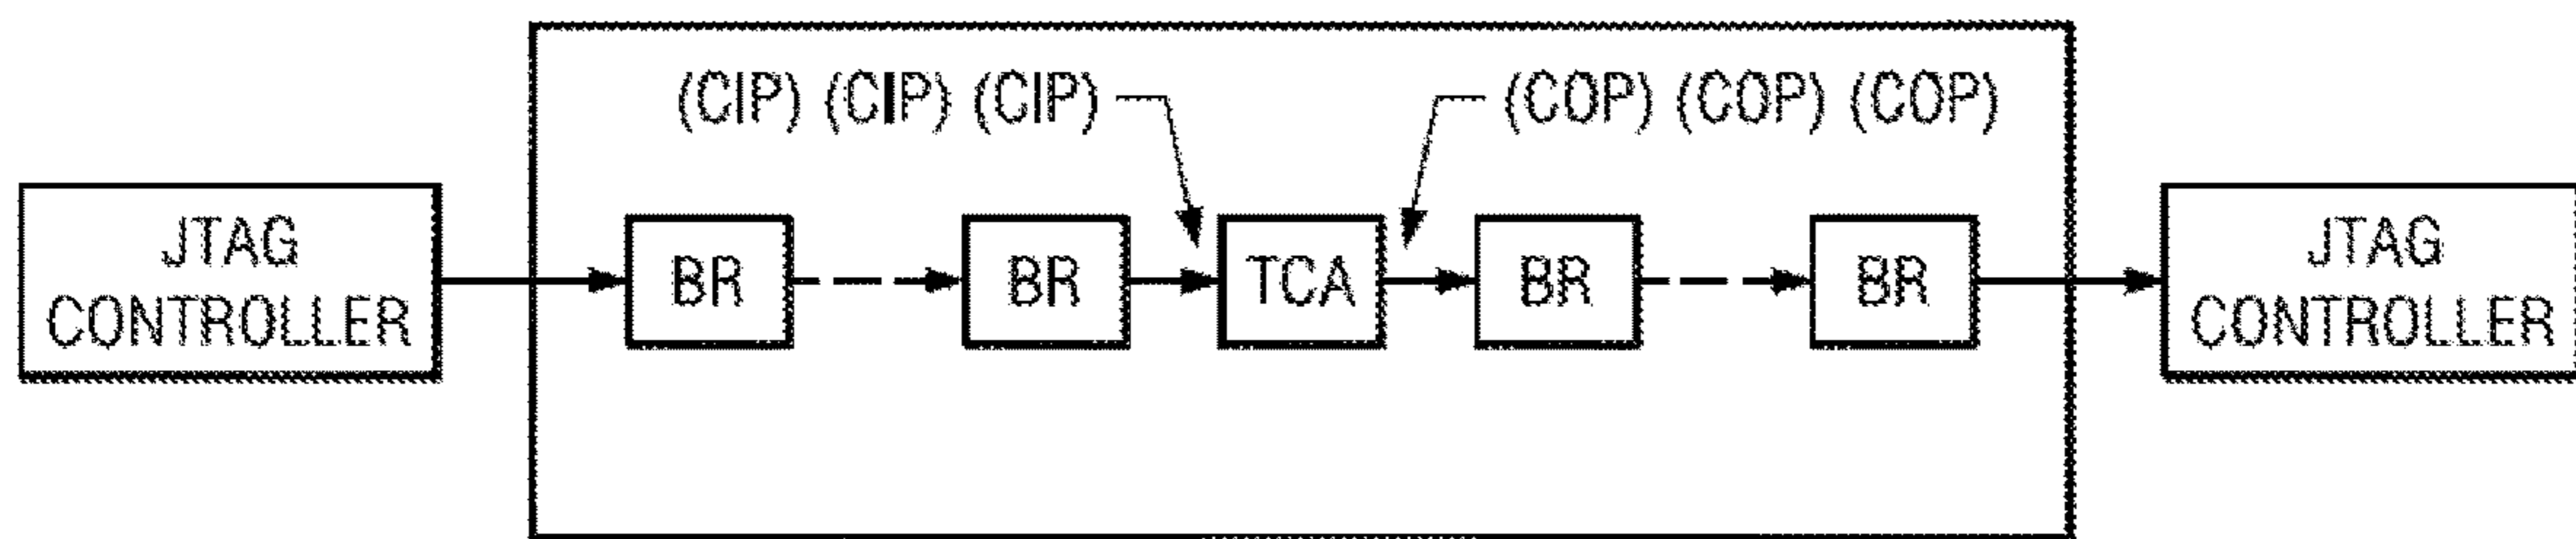 (CIP) (CIP) (CIP) (COP) (COP) (COP)
JTAG
CONTROLLER
BR
BR
TCA
BR
BR
JTAG
CONTROLLER